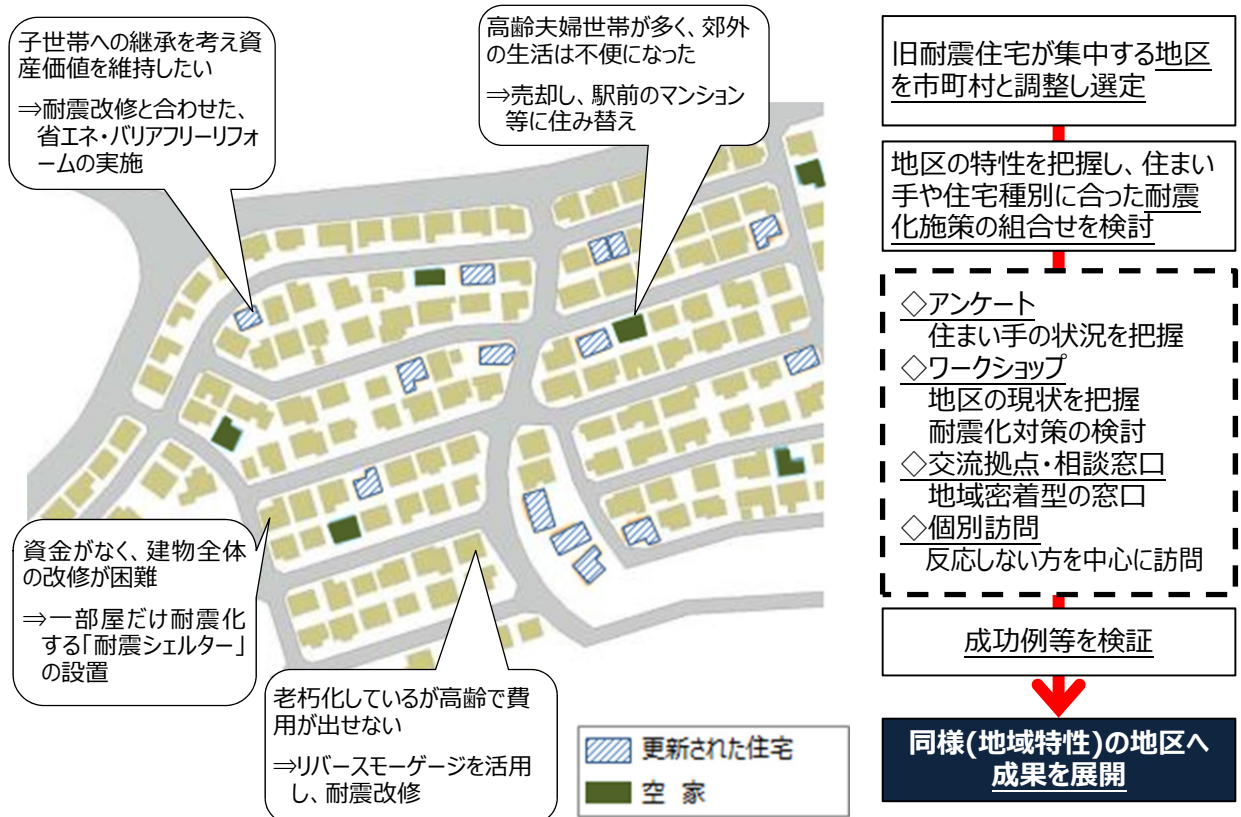 子世帯への継承を考え資
産価値を維持したい
⇒耐震改修と合わせた、
省エネ・バリアフリーリフォ
ームの実施
高齢夫婦世帯が多く、郊外
の生活は不便になった
⇒売却し、駅前のマンション
等に住み替え
資金がなく、建物全体
の改修が困難
⇒一部屋だけ耐震化
する「耐震シェルター」
の設置
老朽化しているが高齢で費
用が出せない
⇒リバースモーゲージを活用
し、耐震改修
更新された住宅
空 家
旧耐震住宅が集中する地区
を市町村と調整し選定
地区の特性を把握し、住まい
手や住宅種別に合った耐震
化施策の組合せを検討
◇アンケート
住まい手の状況を把握
◇ワークショップ
地区の現状を把握
耐震化対策の検討
◇交流拠点・相談窓口
地域密着型の窓口
◇個別訪問
反応しない方を中心に訪問
成功例等を検証
同様(地域特性)の地区へ
成果を展開